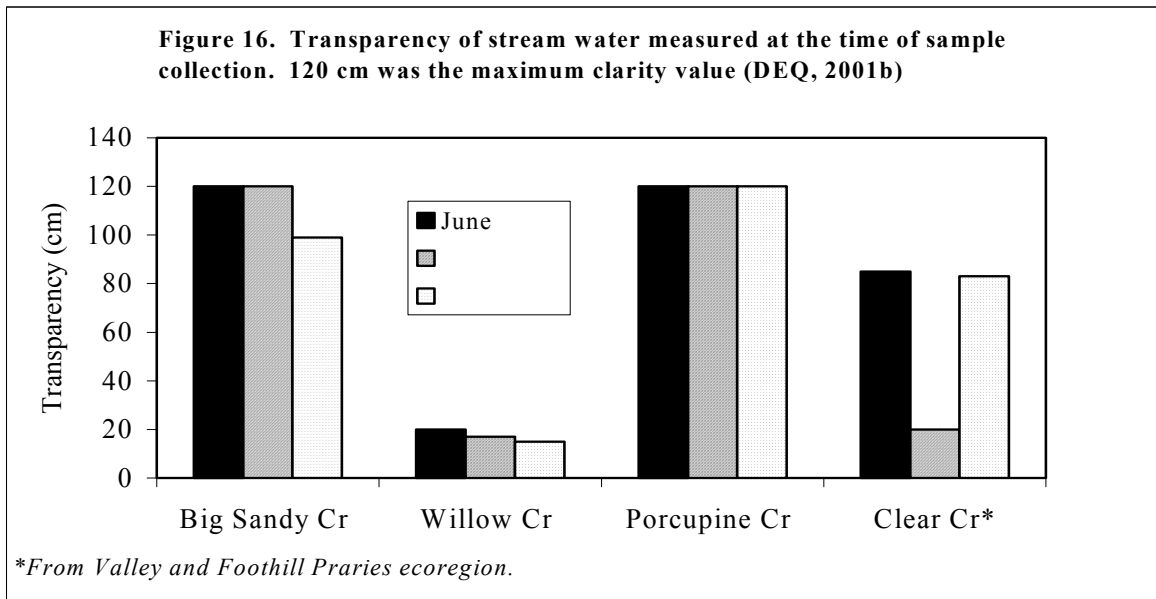 Figure 16. Transparency of stream water measured at the time of sample
collection. 120 cm was the maximum clarity value (DEQ, 2001b)
140
120
100
80
60
40
20
0
Transparency (cm)
June
Big Sandy Cr
Willow Cr
Porcupine Cr
Clear Cr*
*From Valley and Foothill Praries ecoregion.